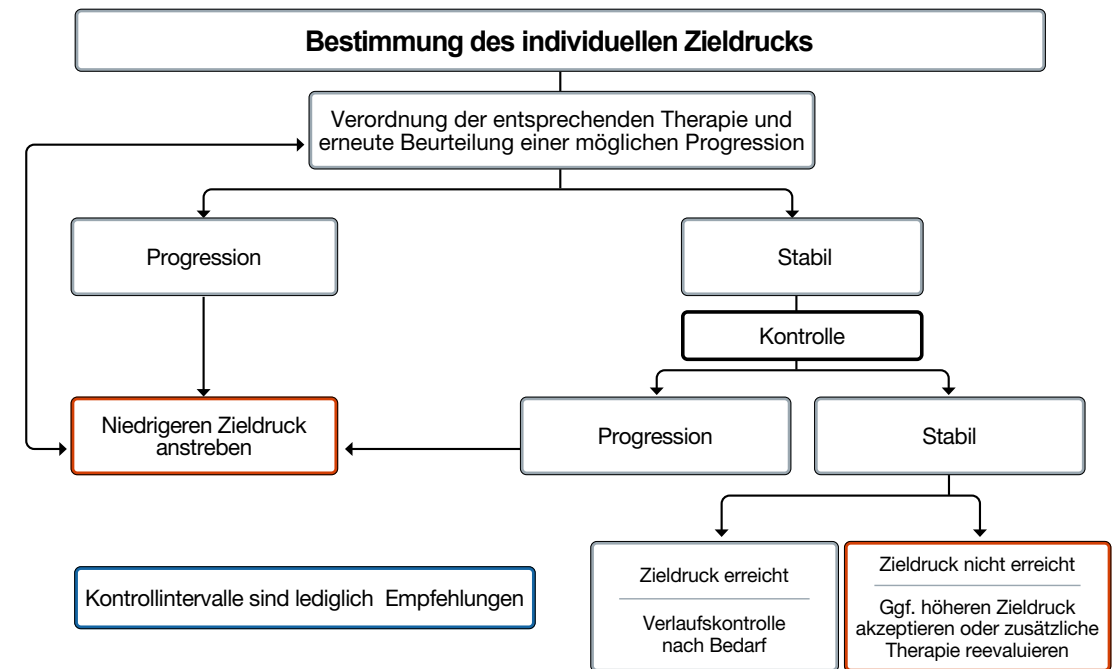 Bestimmung des individuellen Zieldrucks
Verordnung der entsprechenden Therapie und
erneute Beurteilung einer möglichen Progression
Progression
Stabil
Kontrolle
Niedrigeren Zieldruck
anstreben
Progression
Stabil
Zieldruck erreicht
Verlaufskontrolle
nach Bedarf
Zieldruck nicht erreicht
Ggf. höheren Zieldruck
akzeptieren oder zusätzliche
Therapie reevaluieren
Kontrollintervalle sind lediglich Empfehlungen